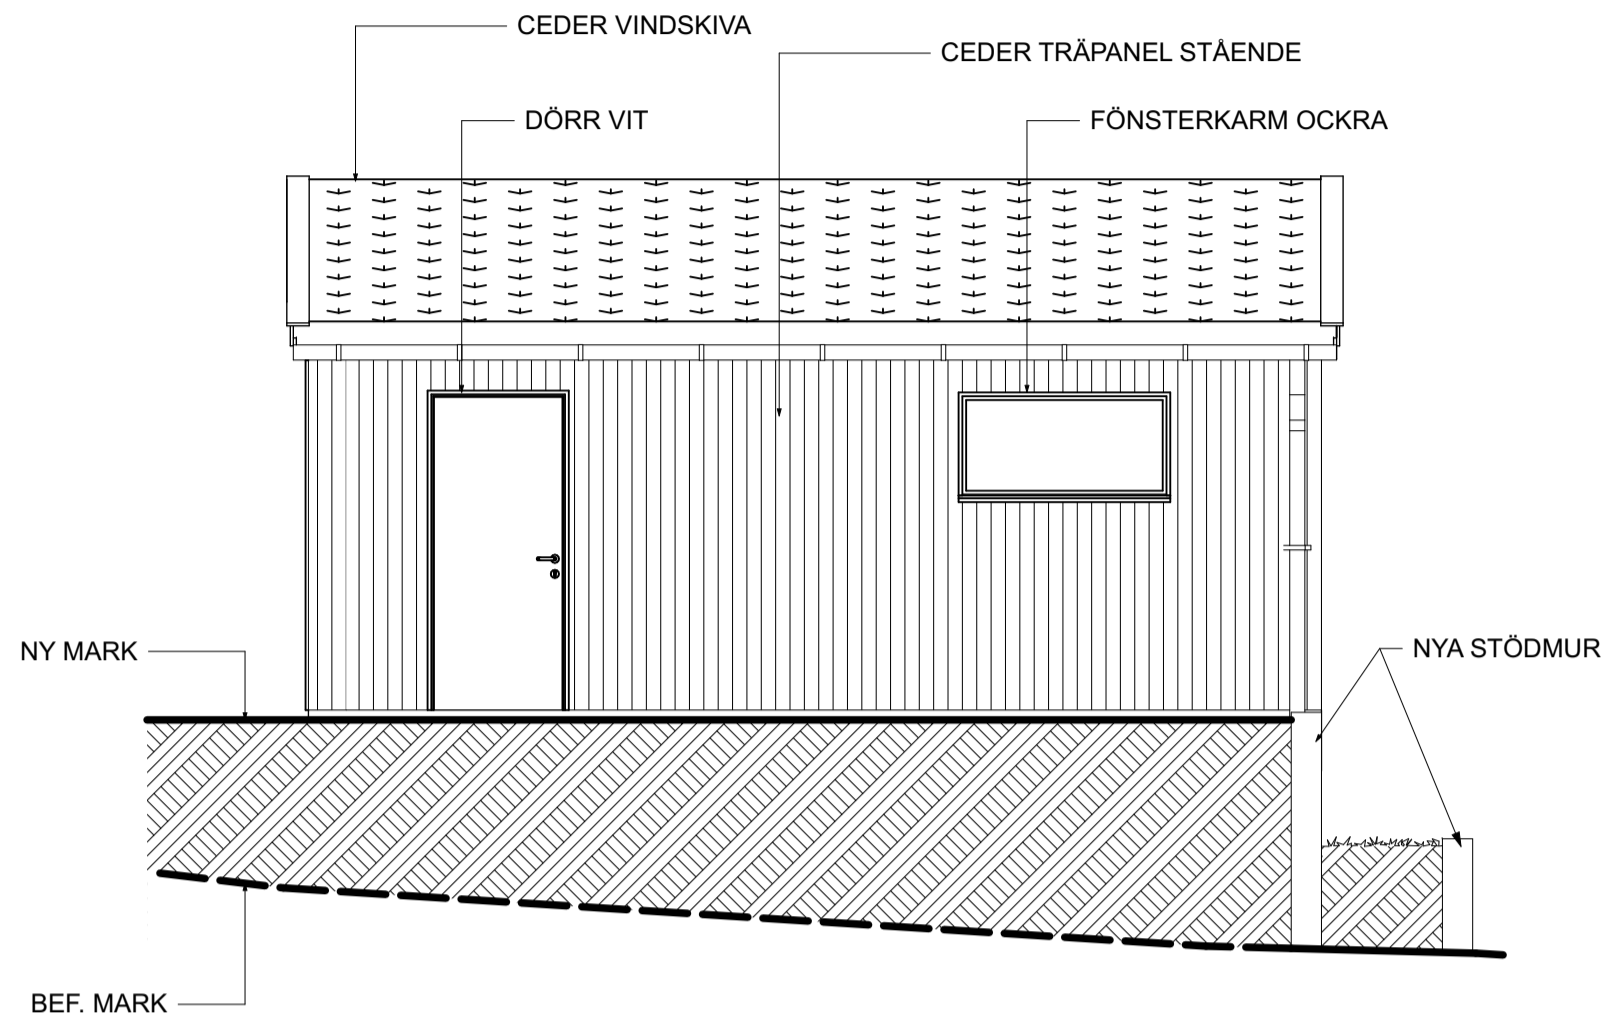 CEDER VINDSKIVA
CEDER TRÄPANEL STÅENDE
DÖRR VIT
FÖNSTERKARM OCKRA
NY MARK
NYA STÖDMUR
BEF. MARK